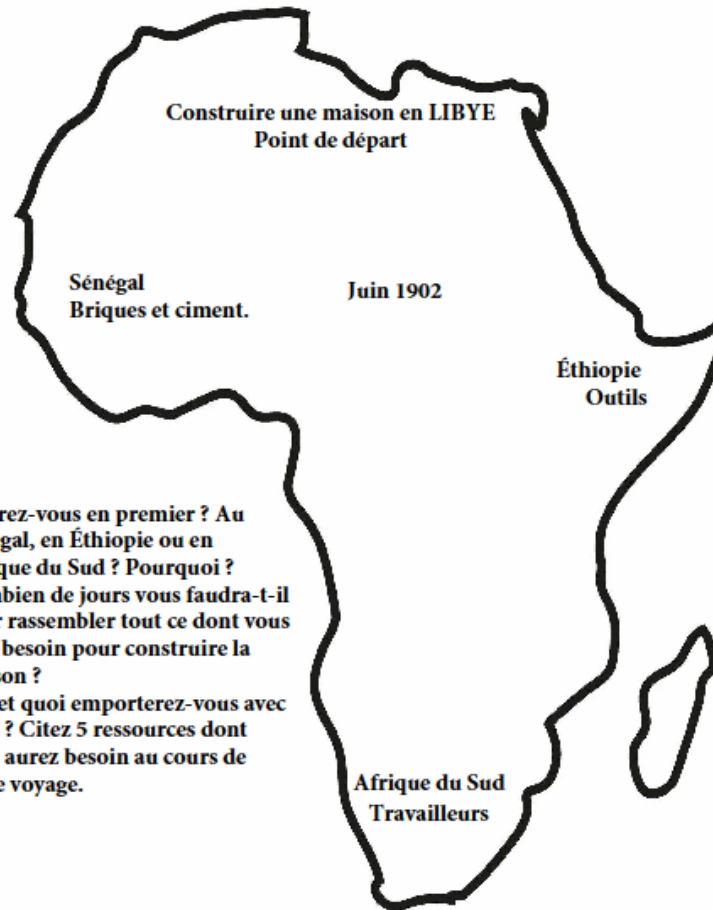 Construire une maison en LIBYE
Point de départ
Sénégal
Briques et ciment.
Juin 1902
Éthiopie
Outils
rez-vous en premier ? Au
gal, en Éthiopie ou en
que du Sud ? Pourquoi ?
bien de jours vous faudra-t-il
r rassembler tout ce dont vous
besoin pour construire la
son ?
et quoi emporterez-vous avec
? Citez 5 ressources dont
aurez besoin au cours de
e voyage.
Afrique du Sud
Travailleurs